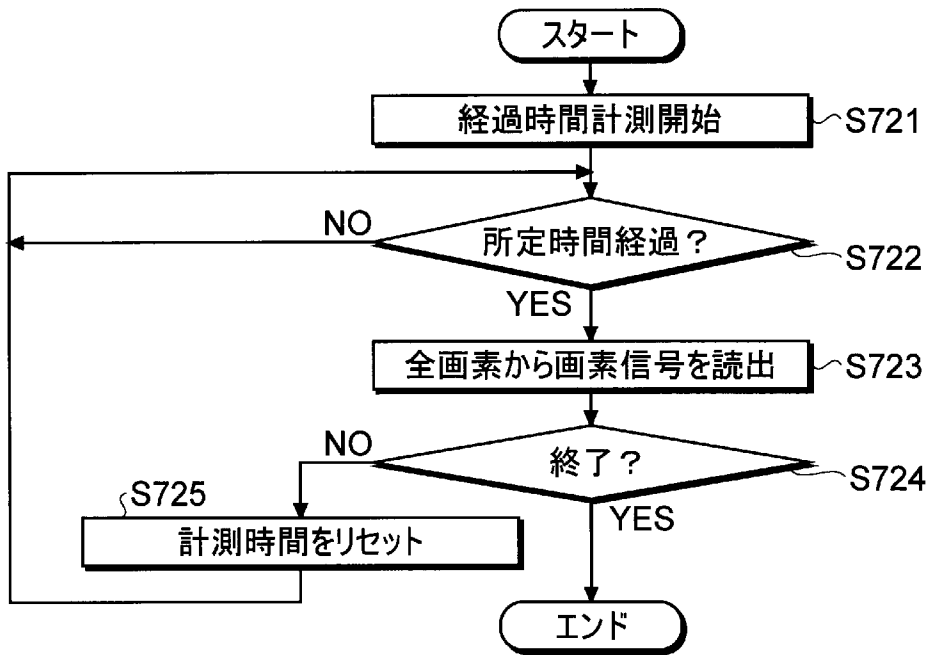 スタート
経過時間計測開始
S721
NO
所定時間経過?
S722
YES
全画素から画素信号を読出
S723
NO
終了?
S724
S725
YES
計測時間をリセット
エンド